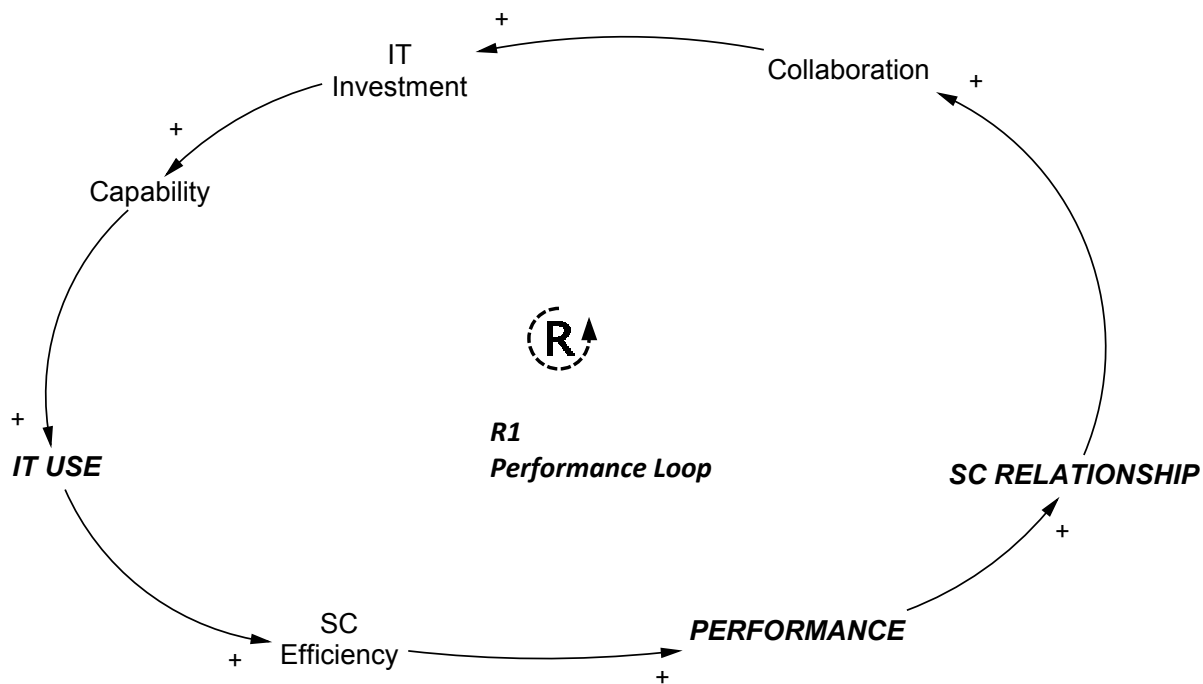 +
IT
Investment
Collaboration
+
+
Capability
R
+
IT USE
R1
Performance Loop
SC RELATIONSHIP
+
SC
Efficiency
PERFORMANCE
+
+